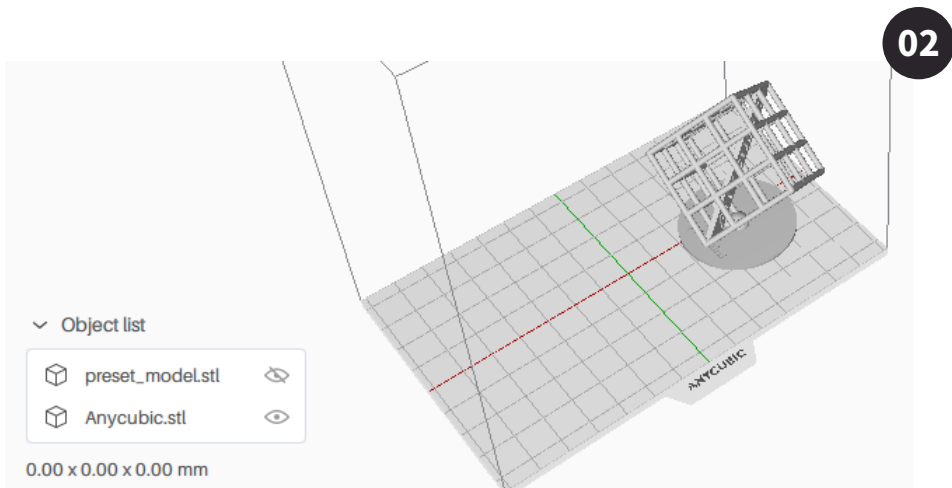 02
Object list
preset_model.stl
Anycubic.stl
0.00 x 0.00 x 0.00 mm
ANYCUBIC